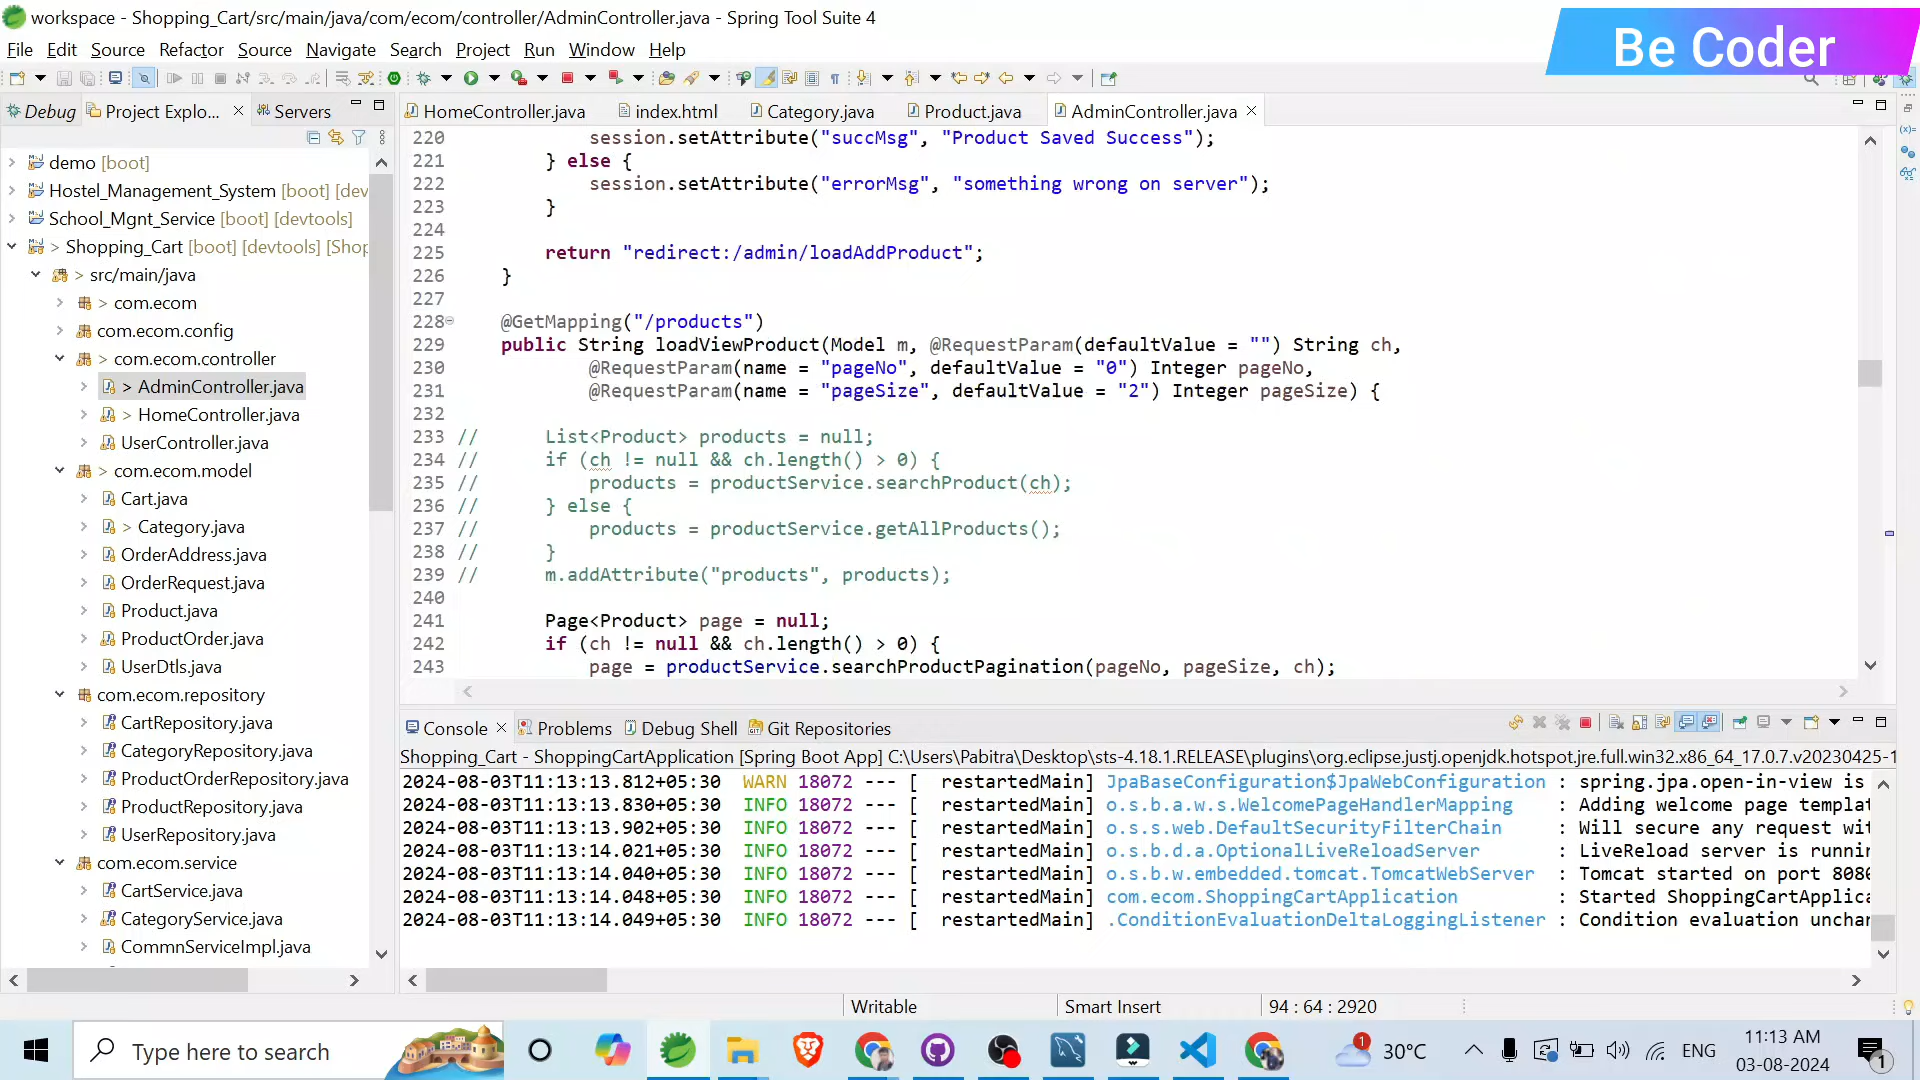 workspace - Shopping_Cart/src/main/java/com/ecom/controller/AdminController.java - Spring Tool Suite 4
Be Coder
File Edit Source Refactor Source Navigate Search Project Run Window Help
Debug Project Explo... Servers
HomeController.java index.html Category.java Product.java AdminController.java
demo [boot]
Hostel_Management_System [boot] [dev
School_Mgnt_Service [boot] [devtools]
> Shopping_Cart [boot] [devtools] [Shop
> src/main/java
> com.ecom
com.ecom.config
> com.ecom.controller
> AdminController.java
> HomeController.java
UserController.java
> com.ecom.model
Cart.java
> Category.java
OrderAddress.java
OrderRequest.java
Product.java
ProductOrder.java
UserDtls.java
com.ecom.repository
CartRepository.java
CategoryRepository.java
ProductOrderRepository.java
ProductRepository.java
UserRepository.java
com.ecom.service
CartService.java
CategoryService.java
CommnServiceImpl.java
220 session.setAttribute("succMsg", "Product Saved Success");
221 } else {
222 session.setAttribute("errorMsg", "something wrong on server");
223 }
224
225 return "redirect:/admin/loadAddProduct";
226 }
227
228 @GetMapping("/products")
229 public String loadViewProduct(Model m, @RequestParam(defaultValue = "") String ch,
230 @RequestParam(name = "pageNo", defaultValue = "0") Integer pageNo,
231 @RequestParam(name = "pageSize", defaultValue = "2") Integer pageSize) {
232
233 // List<Product> products = null;
234 // if (ch != null && ch.length() > 0) {
235 // products = productService.searchProduct(ch);
236 // } else {
237 // products = productService.getAllProducts();
238 // }
239 // m.addAttribute("products", products);
240
241 Page<Product> page = null;
242 if (ch != null && ch.length() > 0) {
243 page = productService.searchProductPagination(pageNo, pageSize, ch);
Console Problems Debug Shell Git Repositories
Shopping_Cart - ShoppingCartApplication [Spring Boot App] C:\Users\Pabitra\Desktop\sts-4.18.1.RELEASE\plugins\org.eclipse.justj.openjdk.hotspot.jre.full.win32.x86_64_17.0.7.v20230425-1
2024-08-03T11:13:13.812+05:30 WARN 18072 --- [ restartedMain] JpaBaseConfiguration$JpaWebConfiguration : spring.jpa.open-in-view is
2024-08-03T11:13:13.830+05:30 INFO 18072 --- [ restartedMain] o.s.b.a.w.s.WelcomePageHandlerMapping : Adding welcome page templat
2024-08-03T11:13:13.902+05:30 INFO 18072 --- [ restartedMain] o.s.s.web.DefaultSecurityFilterChain : Will secure any request wit
2024-08-03T11:13:14.021+05:30 INFO 18072 --- [ restartedMain] o.s.b.d.a.OptionalLiveReloadServer : LiveReload server is runnin
2024-08-03T11:13:14.040+05:30 INFO 18072 --- [ restartedMain] o.s.b.w.embedded.tomcat.TomcatWebServer : Tomcat started on port 8080
2024-08-03T11:13:14.048+05:30 INFO 18072 --- [ restartedMain] com.ecom.ShoppingCartApplication : Started ShoppingCartApplica
2024-08-03T11:13:14.049+05:30 INFO 18072 --- [ restartedMain] .ConditionEvaluationDeltaLoggingListener : Condition evaluation unchan
Writable Smart Insert 94 : 64 : 2920
Type here to search
1 30°C ENG 11:13 AM
03-08-2024 1